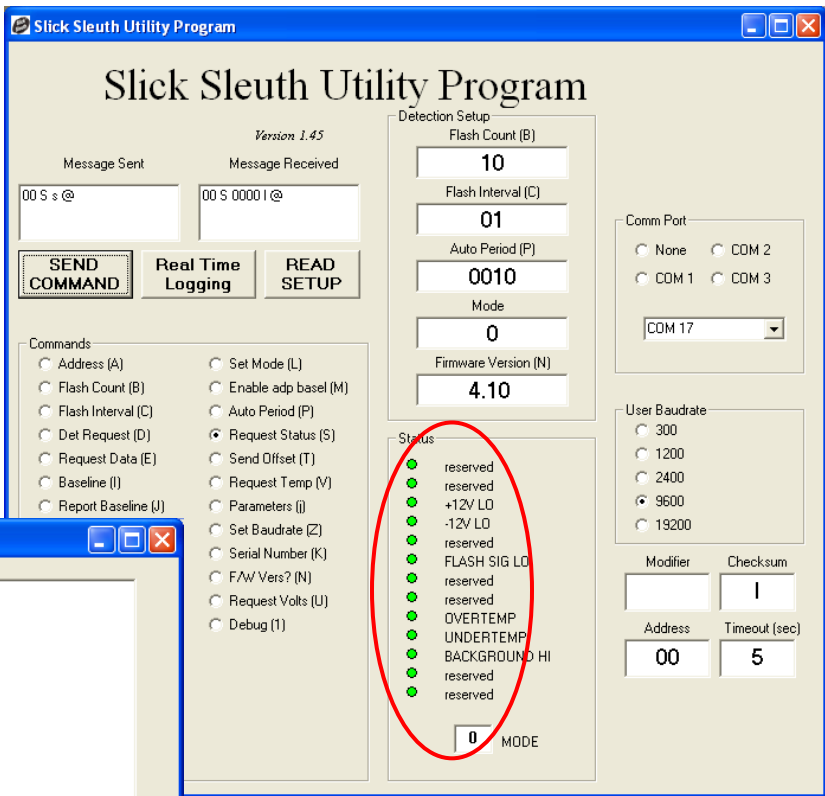 Slick Sleuth Utility Program
Slick Sleuth Utility Program
Version 1.45
Message Sent
Message Received
00 S s @
00 S 0000 l @
SEND COMMAND
Real Time Logging
READ SETUP
Detection Setup
Flash Count (B)
10
Flash Interval (C)
01
Auto Period (P)
0010
Mode
0
Firmware Version (N)
4.10
Comm Port
None
COM 2
COM 1
COM 3
COM 17
Commands
Address (A)
Flash Count (B)
Flash Interval (C)
Det Request (D)
Request Data (E)
Baseline (I)
Report Baseline (J)
Set Mode (L)
Enable adp basel (M)
Auto Period (P)
Request Status (S)
Send Offset (T)
Request Temp (V)
Parameters (j)
Set Baudrate (Z)
Serial Number (K)
F/W Vers? (N)
Request Volts (U)
Debug (1)
Status
reserved
reserved
+12V LO
-12V LO
reserved
FLASH SIG LO
reserved
reserved
OVERTEMP
UNDERTEMP
BACKGROUND HI
reserved
reserved
0 MODE
User Baudrate
300
1200
2400
9600
19200
Modifier
Checksum
l
Address
Timeout (sec)
00
5